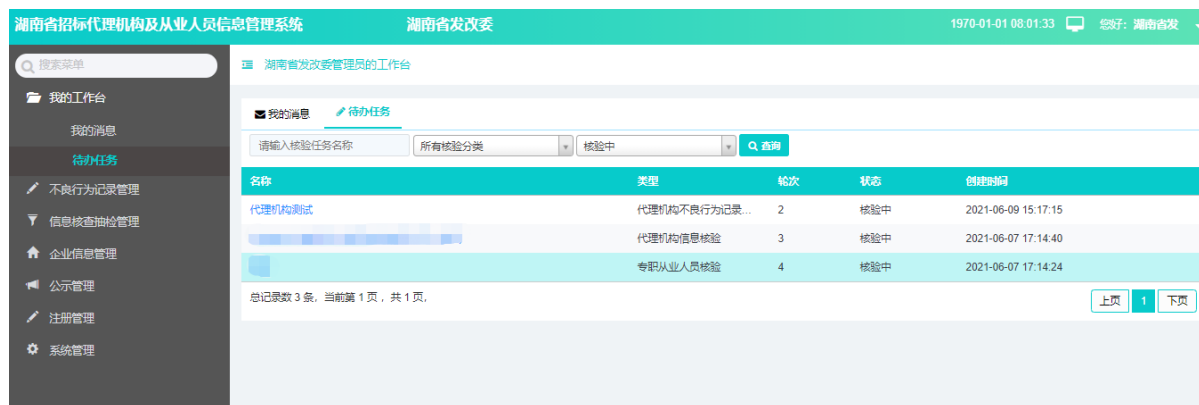 湖南省招标代理机构及从业人员信息管理系统 湖南省发改委 1970-01-01 08:01:33 您好：湖南省发
搜素菜单
湖南省发改委管理员的工作台
我的工作台
我的消息 待办任务
我的消息
请输入核验任务名称 所有核验分类 核验中 查询
待办任务
名称 类型 轮次 状态 创建时间
不良行为记录管理
代理机构测试 代理机构不良行为记录... 2 核验中 2021-06-09 15:17:15
信息核查抽检管理
代理机构信息核验 3 核验中 2021-06-07 17:14:40
企业信息管理
专职从业人员核验 4 核验中 2021-06-07 17:14:24
公示管理
总记录数 3 条，当前第 1 页，共 1 页，
上页 1 下页
注册管理
系统管理